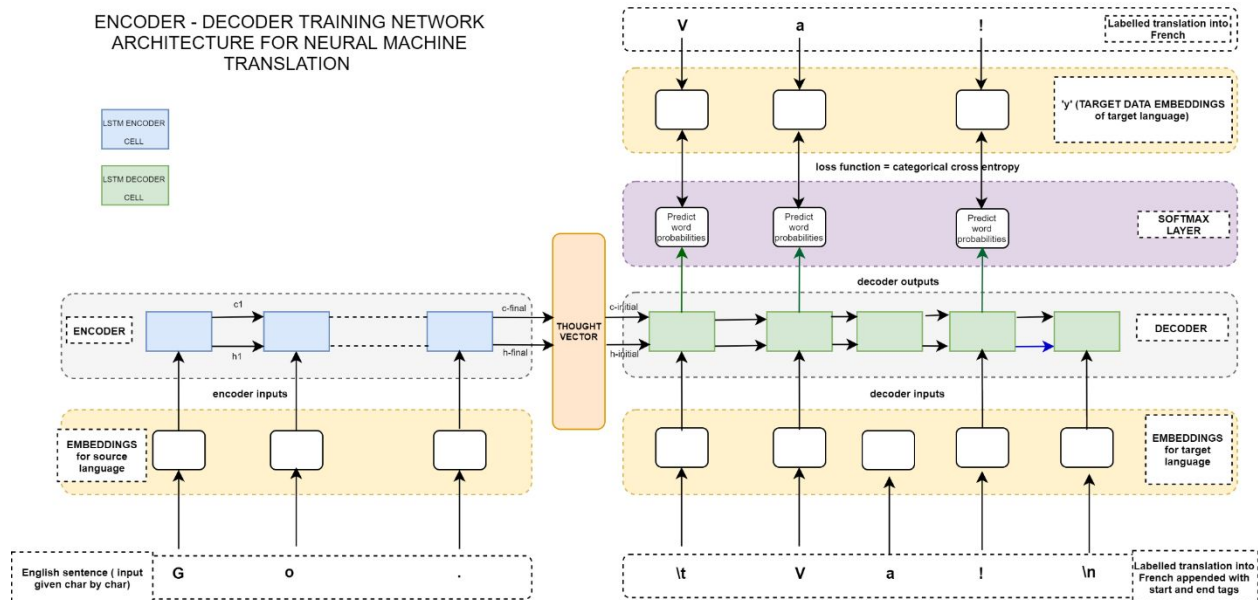 ENCODER - DECODER TRAINING NETWORK
ARCHITECTURE FOR NEURAL MACHINE
TRANSLATION
LSTM ENCODER
CELL
LSTM DECODER
CELL
V a !
Labelled translation into
French
'y' (TARGET DATA EMBEDDINGS
of target language)
loss function = categorical cross entropy
Predict
word
probabilities
Predict
word
probabilities
Predict
word
probabilities
SOFTMAX
LAYER
decoder outputs
ENCODER
c1
h1
c-final
h-final
THOUGHT
VECTOR
c-initial
h-initial
DECODER
encoder inputs
decoder inputs
EMBEDDINGS
for source
language
EMBEDDINGS
for target
language
English sentence ( input
given char by char)
G o .
\t V a ! \n
Labelled translation into
French appended with
start and end tags